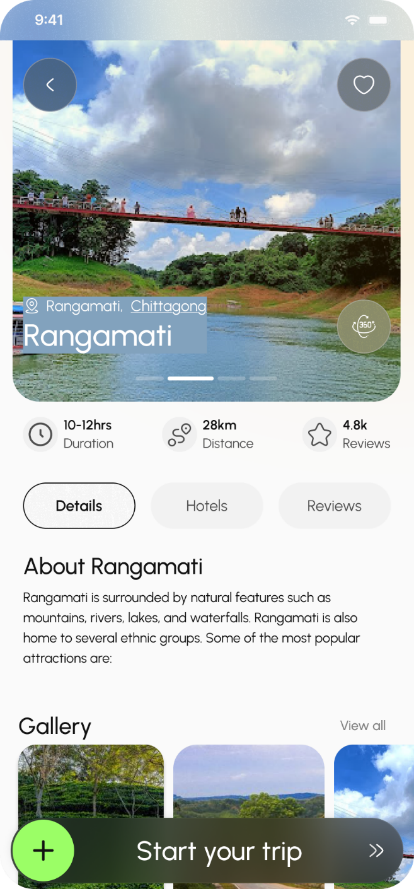 9:41
Rangamati, Chittagong
Rangamati
360°
10-12hrs
Duration
28km
Distance
4.8k
Reviews
Details
Hotels
Reviews
About Rangamati
Rangamati is surrounded by natural features such as
mountains, rivers, lakes, and waterfalls. Rangamati is also
home to several ethnic groups. Some of the most popular
attractions are:
Gallery
View all
Start your trip